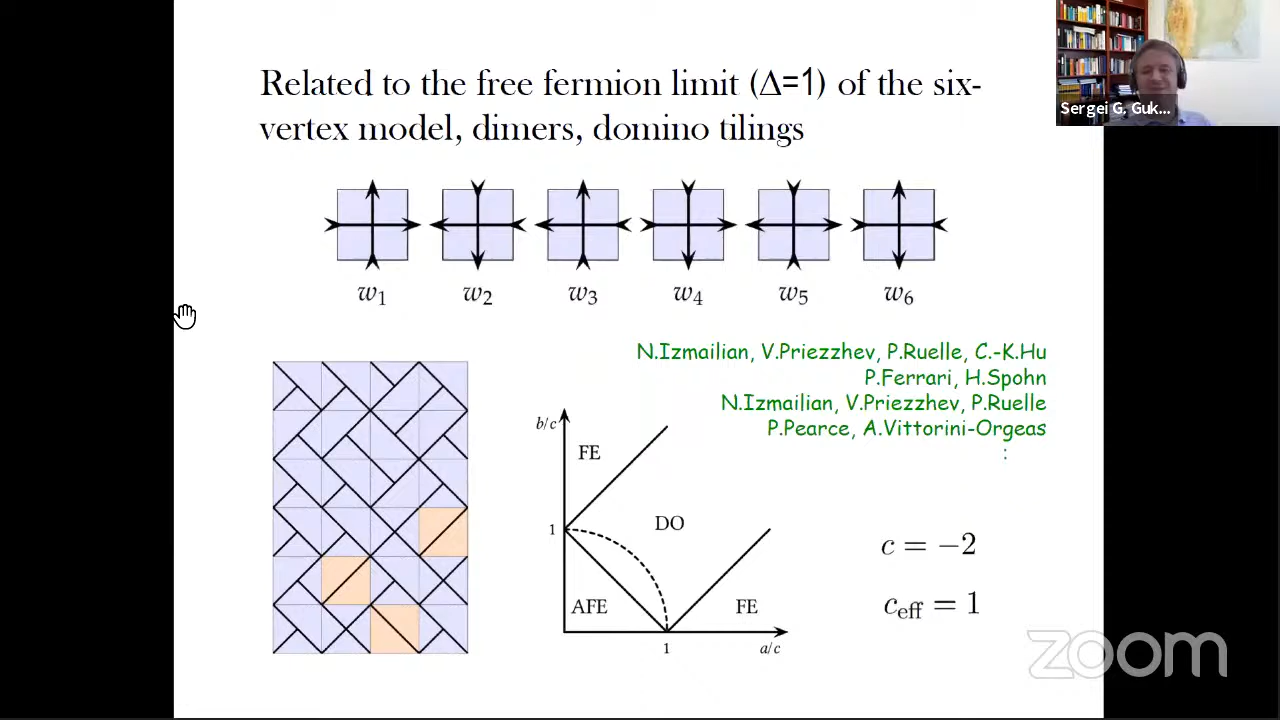 Related to the free fermion limit (Δ=1) of the six-
vertex model, dimers, domino tilings
Sergei G. Guk...
w₁ w₂ w₃ w₄ w₅ w₆
N.Izmailian, V.Priezzhev, P.Ruelle, C.-K.Hu
P.Ferrari, H.Spohn
N.Izmailian, V.Priezzhev, P.Ruelle
P.Pearce, A.Vittorini-Orgeas
:
b/c
FE
1
DO
AFE
FE
1
a/c
c = −2
c_eff = 1
zoom